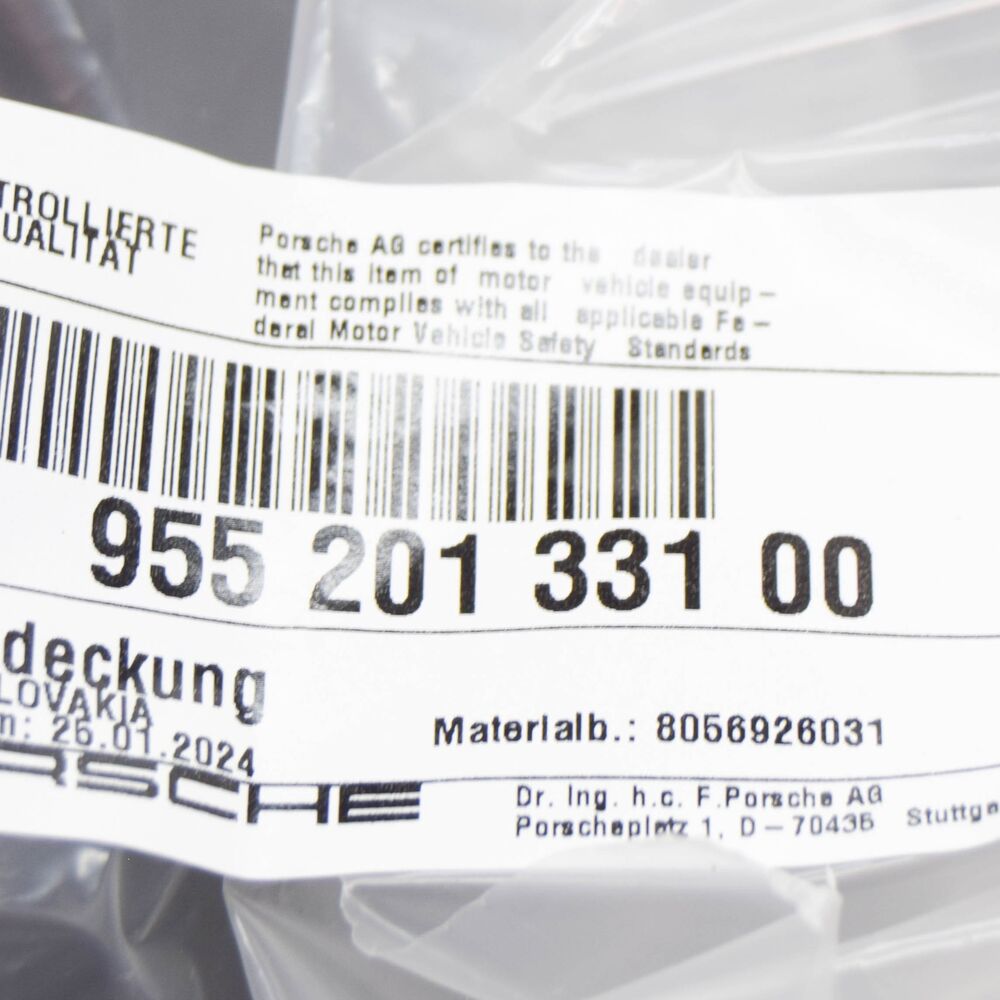 TROLLIERTE
UALITÄT
Porsche AG certifies to the dealer
that this item of motor vehicle equip-
ment complies with all applicable Fe-
deral Motor Vehicle Safety Standards
955 201 331 00
deckung
LOVAKIA
n: 26.01.2024
Materialb.: 8056926031
RSCHE
Dr. Ing. h.c. F.Porsche AG
Porscheplatz 1, D-70435 Stuttga